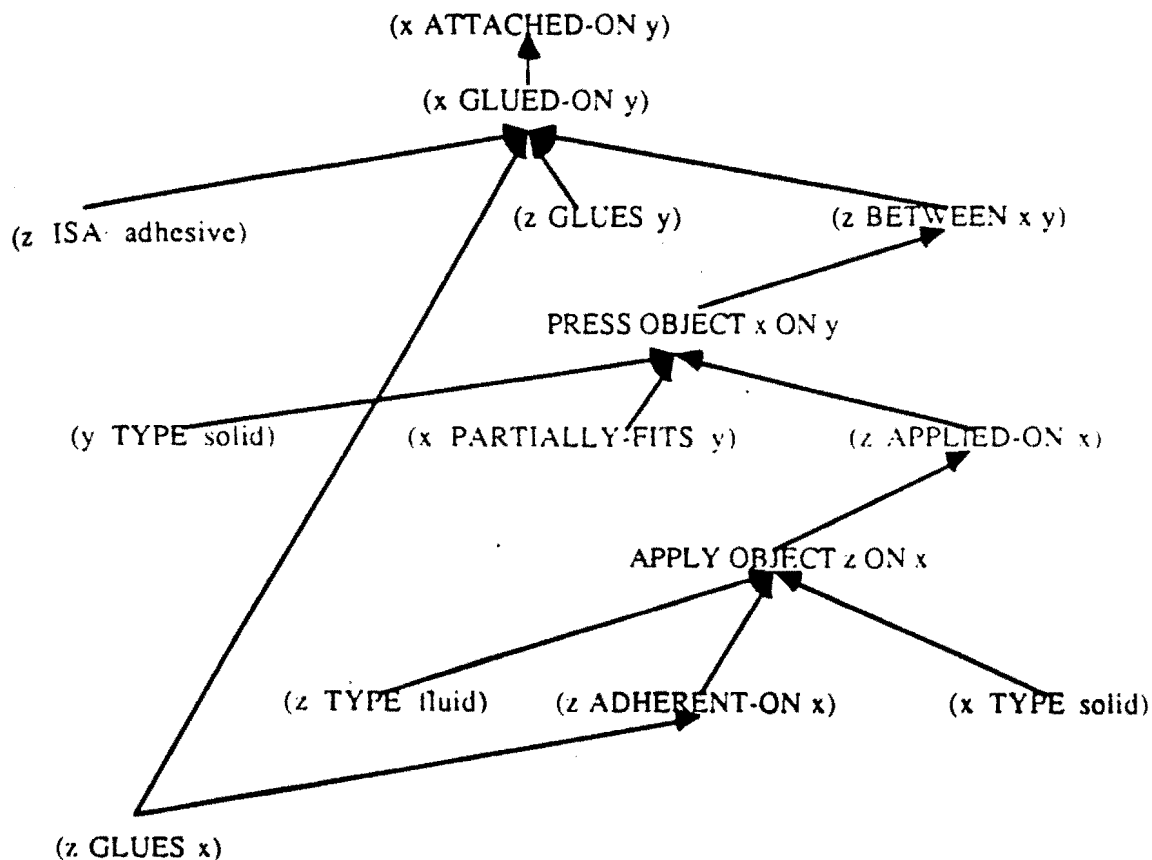 (x ATTACHED-ON y)
(x GLUED-ON y)
(z ISA adhesive)
(z GLUES y)
(z BETWEEN x y)
PRESS OBJECT x ON y
(y TYPE solid)
(x PARTIALLY-FITS y)
(z APPLIED-ON x)
APPLY OBJECT z ON x
(z TYPE fluid)
(z ADHERENT-ON x)
(x TYPE solid)
(z GLUES x)